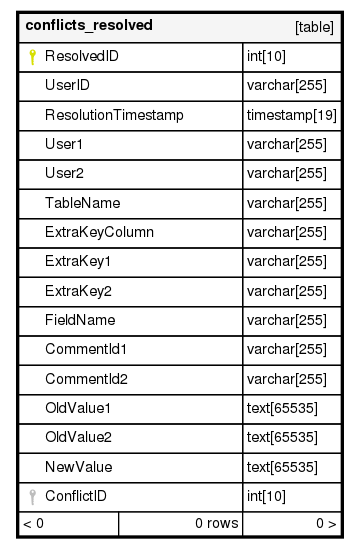 conflicts_resolved [table]
ResolvedID int[10]
UserID varchar[255]
ResolutionTimestamp timestamp[19]
User1 varchar[255]
User2 varchar[255]
TableName varchar[255]
ExtraKeyColumn varchar[255]
ExtraKey1 varchar[255]
ExtraKey2 varchar[255]
FieldName varchar[255]
CommentId1 varchar[255]
CommentId2 varchar[255]
OldValue1 text[65535]
OldValue2 text[65535]
NewValue text[65535]
ConflictID int[10]
< 0 0 rows 0 >